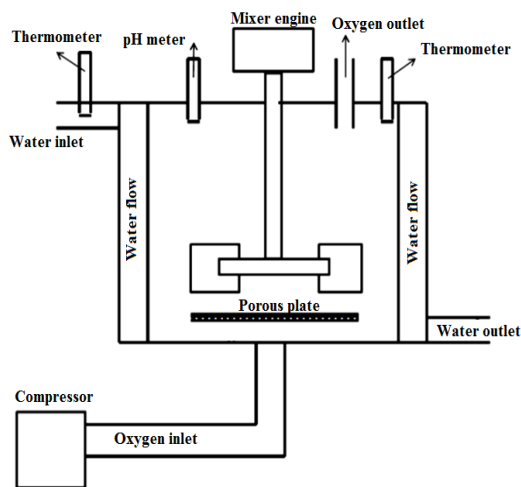 Mixer engine
Oxygen outlet
Thermometer
pH meter
Thermometer
Water inlet
Water flow
Water flow
Porous plate
Water outlet
Compressor
Oxygen inlet